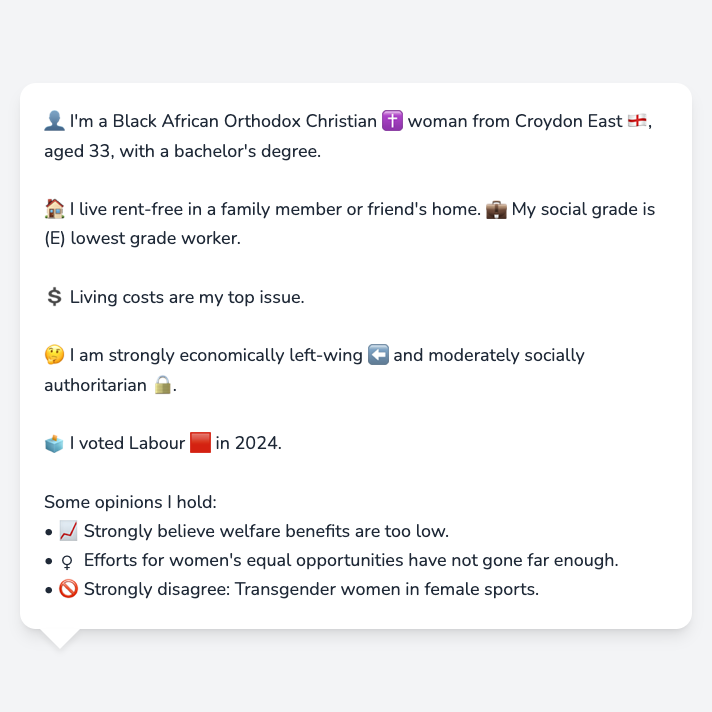 👤 I'm a Black African Orthodox Christian ✝️ woman from Croydon East 🏴󠁧󠁢󠁥󠁮󠁧󠁿,
aged 33, with a bachelor's degree.
🏠 I live rent-free in a family member or friend's home. 💼 My social grade is
(E) lowest grade worker.
💲 Living costs are my top issue.
🤔 I am strongly economically left-wing ⬅️ and moderately socially
authoritarian 🔒.
🗳️ I voted Labour 🟥 in 2024.
Some opinions I hold:
• 📈 Strongly believe welfare benefits are too low.
• ♀ Efforts for women's equal opportunities have not gone far enough.
• 🚫 Strongly disagree: Transgender women in female sports.